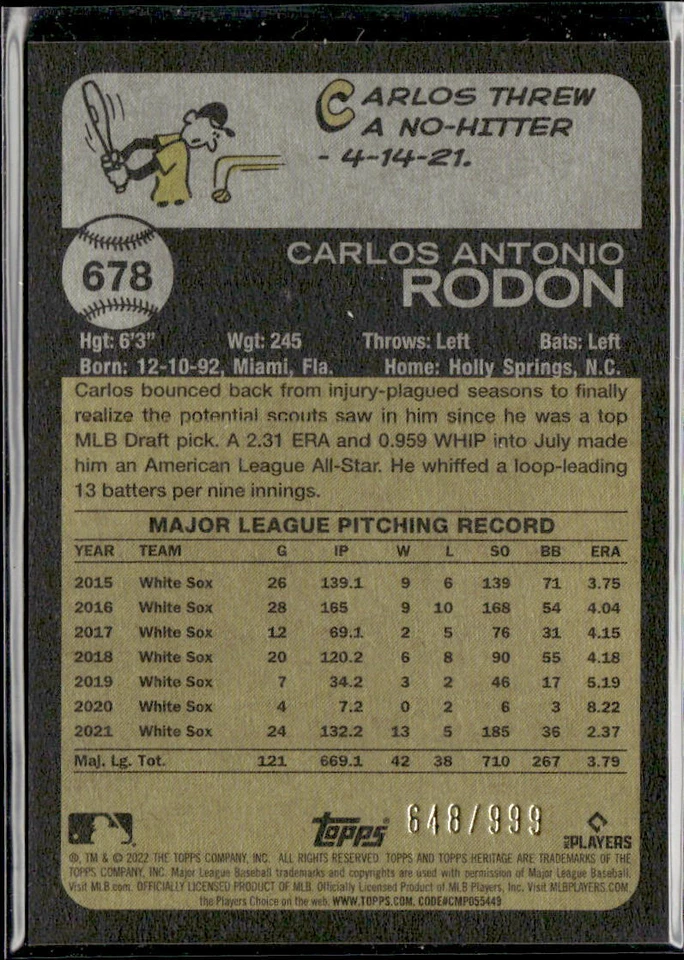 CARLOS THREW
A NO-HITTER
- 4-14-21.
678
CARLOS ANTONIO
RODON
Hgt: 6'3" Wgt: 245 Throws: Left Bats: Left
Born: 12-10-92, Miami, Fla. Home: Holly Springs, N.C.
Carlos bounced back from injury-plagued seasons to finally
realize the potential scouts saw in him since he was a top
MLB Draft pick. A 2.31 ERA and 0.959 WHIP into July made
him an American League All-Star. He whiffed a loop-leading
13 batters per nine innings.
MAJOR LEAGUE PITCHING RECORD
YEAR TEAM G IP W L SO BB ERA
2015 White Sox 26 139.1 9 6 139 71 3.75
2016 White Sox 28 165 9 10 168 54 4.04
2017 White Sox 12 69.1 2 5 76 31 4.15
2018 White Sox 20 120.2 6 8 90 55 4.18
2019 White Sox 7 34.2 3 2 46 17 5.19
2020 White Sox 4 7.2 0 2 6 3 8.22
2021 White Sox 24 132.2 13 5 185 36 2.37
Maj. Lg. Tot. 121 669.1 42 38 710 267 3.79
topps 648/999 PLAYERS
®, TM & © 2022 THE TOPPS COMPANY, INC. ALL RIGHTS RESERVED. TOPPS AND TOPPS HERITAGE ARE TRADEMARKS OF THE
TOPPS COMPANY, INC. Major League Baseball trademarks and copyrights are used with permission of Major League Baseball.
Visit MLB.com. OFFICIALLY LICENSED PRODUCT OF MLB. Officially Licensed Product of MLB Players, Inc. Visit MLBPLAYERS.COM
the Players Choice on the web. WWW.TOPPS.COM. CODE#CMP055449